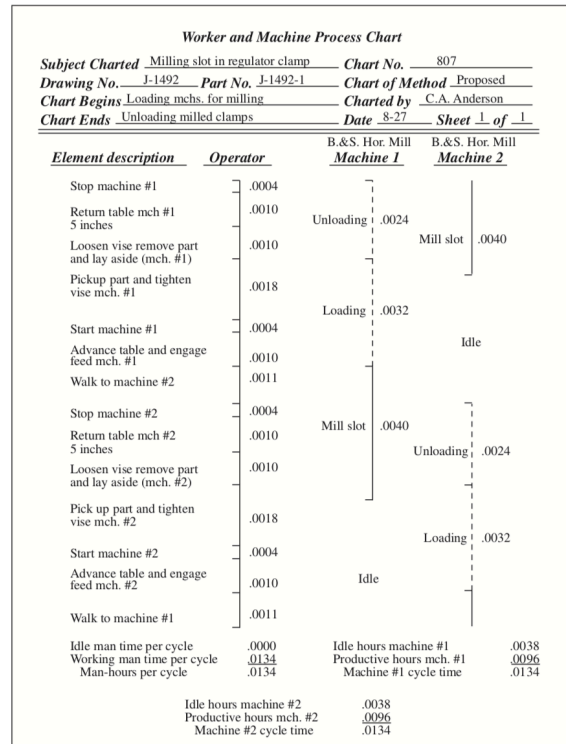 Worker and Machine Process Chart
Subject Charted Milling slot in regulator clamp Chart No. 807
Drawing No. J-1492 Part No. J-1492-1 Chart of Method Proposed
Chart Begins Loading mchs. for milling Charted by C.A. Anderson
Chart Ends Unloading milled clamps Date 8-27 Sheet 1 of 1
B.&S. Hor. Mill B.&S. Hor. Mill
Element description Operator Machine 1 Machine 2
Stop machine #1 .0004
Return table mch #1 .0010
5 inches
Unloading .0024
Mill slot .0040
Loosen vise remove part .0010
and lay aside (mch. #1)
Pickup part and tighten .0018
vise mch. #1
Loading .0032
Start machine #1 .0004
Idle
Advance table and engage .0010
feed mch. #1
Walk to machine #2 .0011
Stop machine #2 .0004
Mill slot .0040
Return table mch #2 .0010
5 inches
Unloading .0024
Loosen vise remove part .0010
and lay aside (mch. #2)
Pick up part and tighten .0018
vise mch. #2
Loading .0032
Start machine #2 .0004
Advance table and engage .0010
feed mch. #2
Idle
Walk to machine #1 .0011
Idle man time per cycle .0000 Idle hours machine #1 .0038
Working man time per cycle .0134 Productive hours mch. #1 .0096
Man-hours per cycle .0134 Machine #1 cycle time .0134
Idle hours machine #2 .0038
Productive hours mch. #2 .0096
Machine #2 cycle time .0134